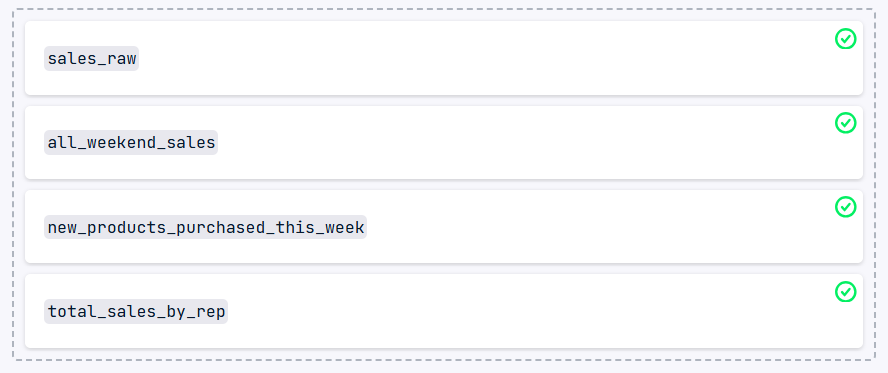 sales_raw
all_weekend_sales
new_products_purchased_this_week
total_sales_by_rep